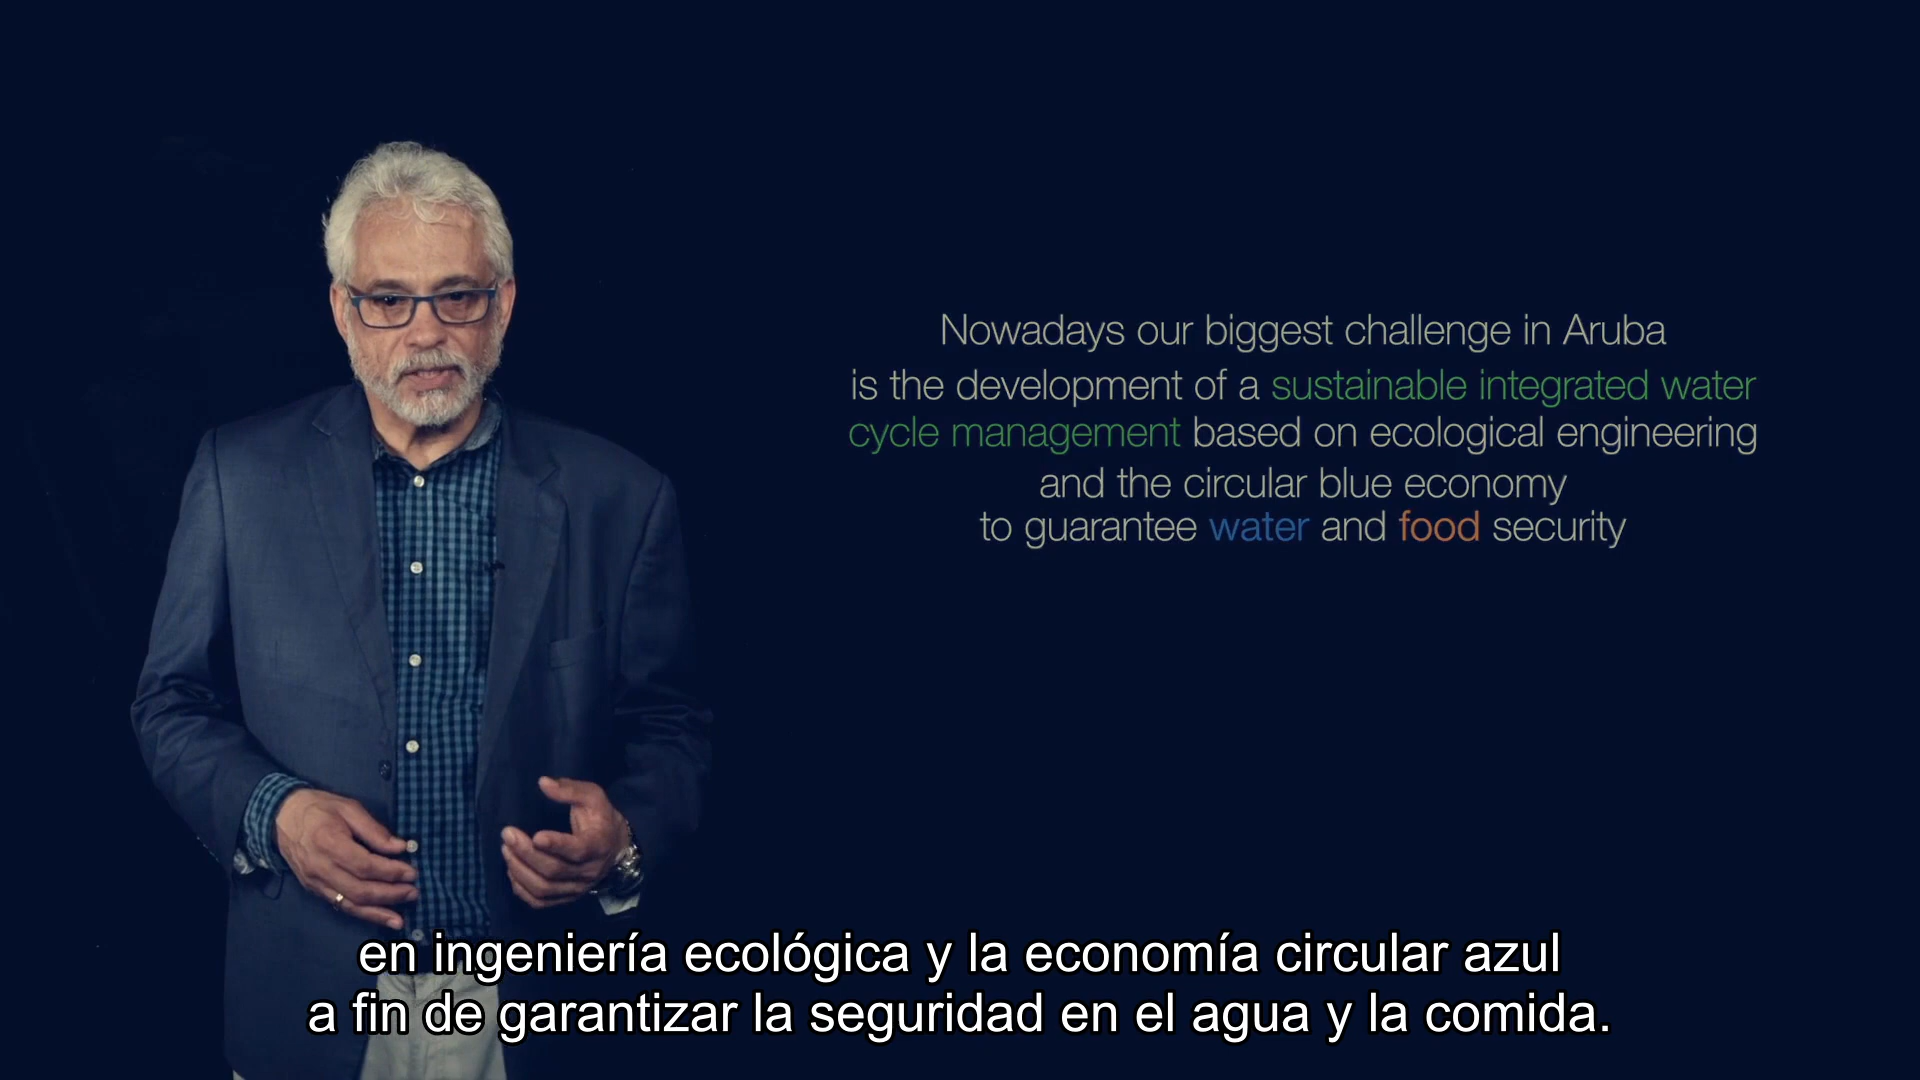 Nowadays our biggest challenge in Aruba
is the development of a sustainable integrated water
cycle management based on ecological engineering
and the circular blue economy
to guarantee water and food security
en ingeniería ecológica y la economía circular azul
a fin de garantizar la seguridad en el agua y la comida.